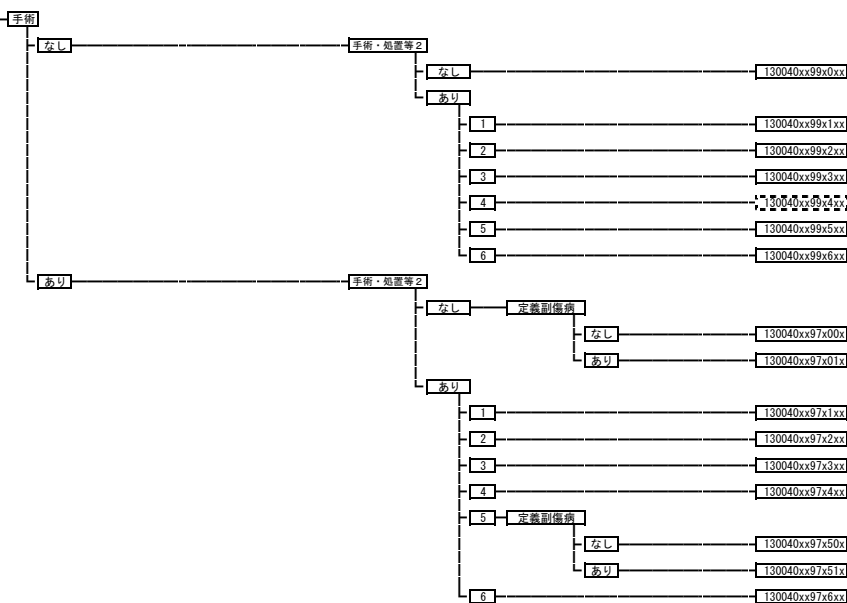 手術
なし 手術・処置等2
なし 130040xx99x0xx
あり
1 130040xx99x1xx
2 130040xx99x2xx
3 130040xx99x3xx
4 130040xx99x4xx
5 130040xx99x5xx
6 130040xx99x6xx
あり 手術・処置等2
なし 定義副傷病
なし 130040xx97x00x
あり 130040xx97x01x
あり
1 130040xx97x1xx
2 130040xx97x2xx
3 130040xx97x3xx
4 130040xx97x4xx
5 定義副傷病
なし 130040xx97x50x
あり 130040xx97x51x
6 130040xx97x6xx